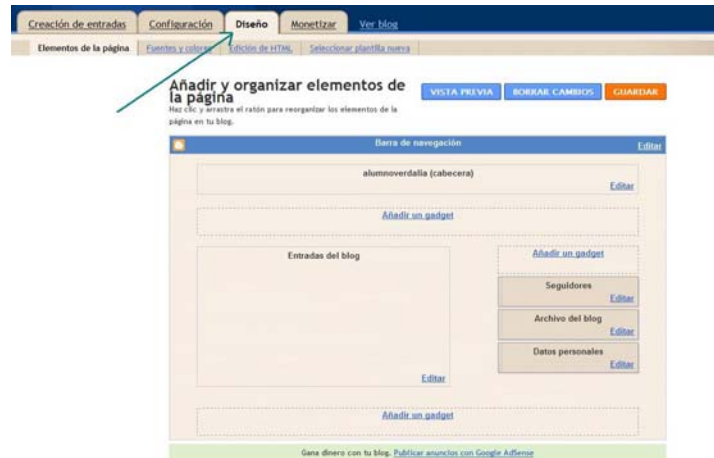 Creación de entradas Configuración Diseño Monetizar Ver blog
Elementos de la página Fuentes y colores Edición de HTML Seleccionar plantilla nueva
Añadir y organizar elementos de
la página
VISTA PREVIA BORRAR CAMBIOS GUARDAR
Haz clic y arrastra el ratón para reorganizar los elementos de la
página en tu blog.
Barra de navegación Editar
alumnoverdalia (cabecera)
Editar
Añadir un gadget
Entradas del blog
Editar
Añadir un gadget
Seguidores
Editar
Archivo del blog
Editar
Datos personales
Editar
Añadir un gadget
Gana dinero con tu blog. Publicar anuncios con Google AdSense